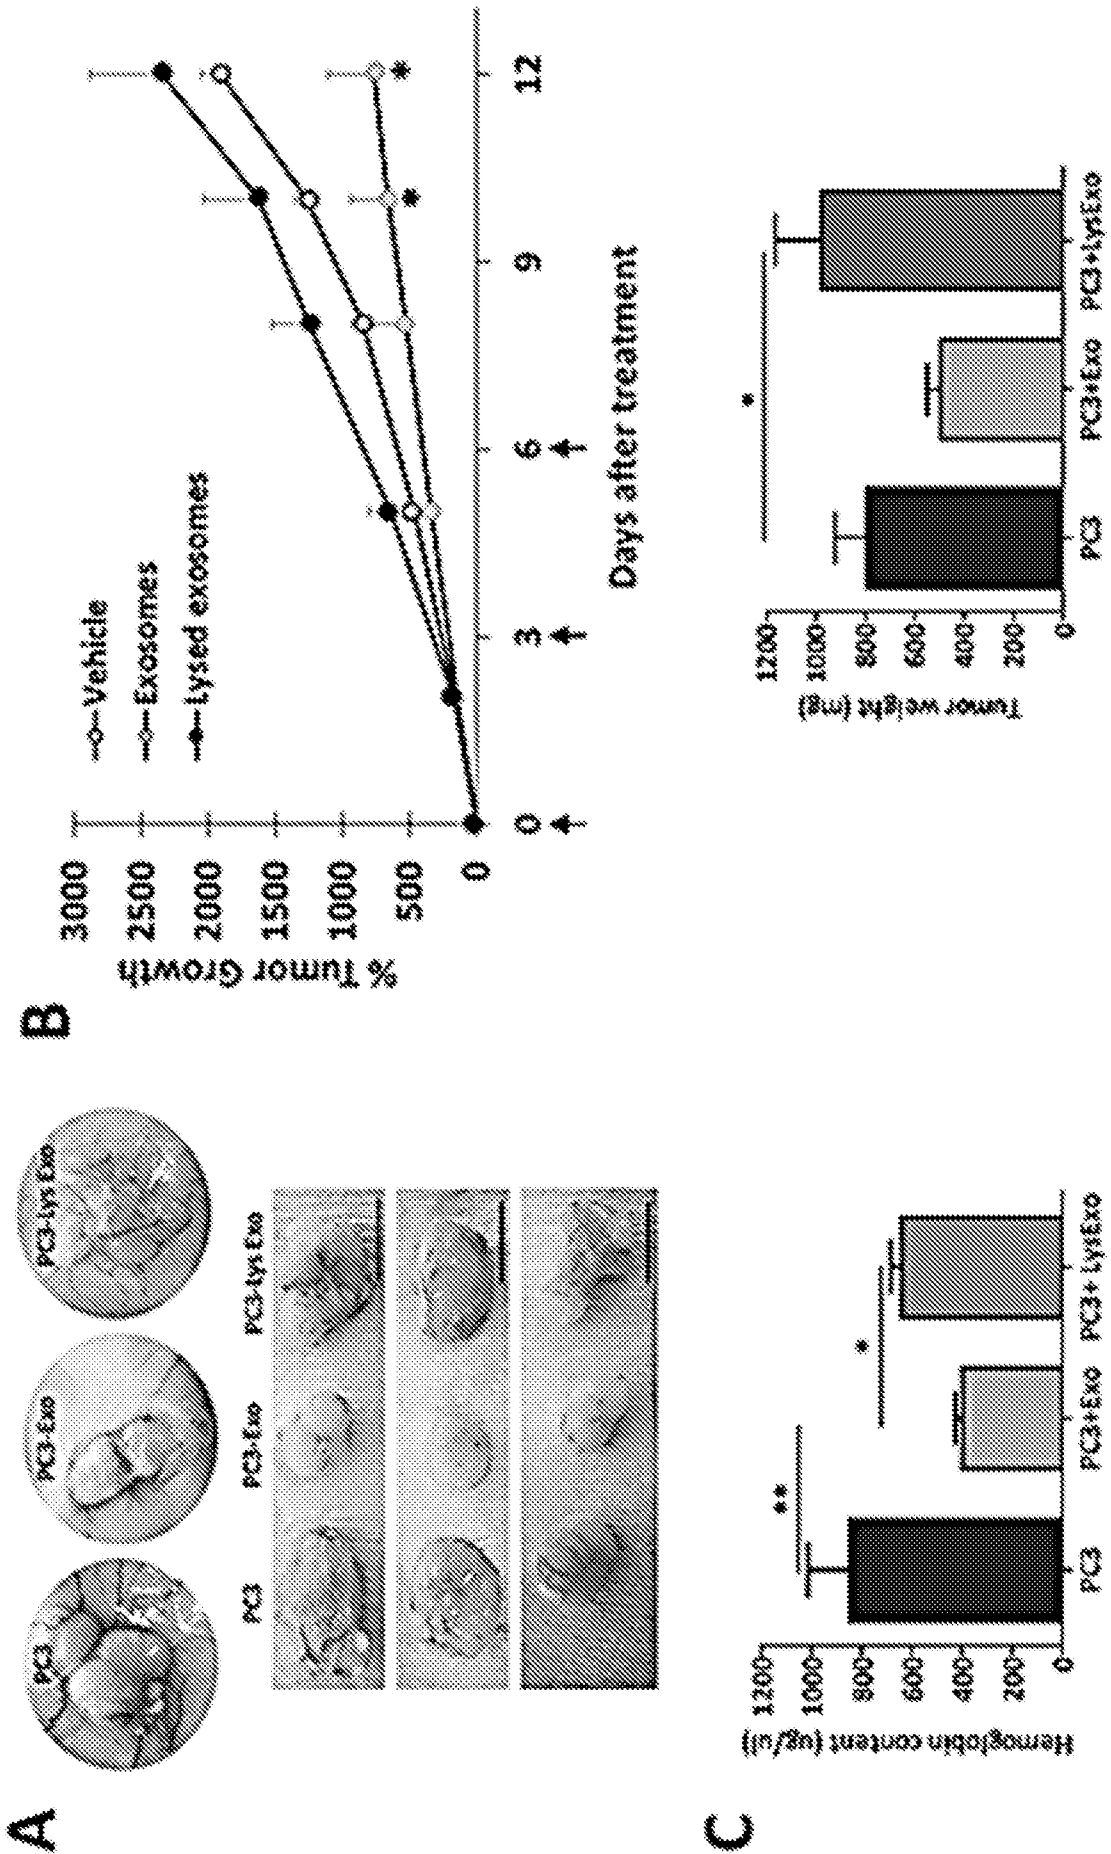 A
PC3
PC3-Exo
PC3-Lys Exo
PC3
PC3-Exo
PC3-Lys Exo
B
% Tumor Growth
3000
2500
2000
1500
1000
500
0
Vehicle
Exosomes
Lysed exosomes
*
*
0
3
6
9
12
Days after treatment
C
Hemoglobin content (ug/ul)
1200
1000
800
600
400
200
0
**
*
PC3
PC3+Exo
PC3+ LysExo
Tumor weight (mg)
1200
1000
800
600
400
200
0
*
PC3
PC3+Exo
PC3+LysExo